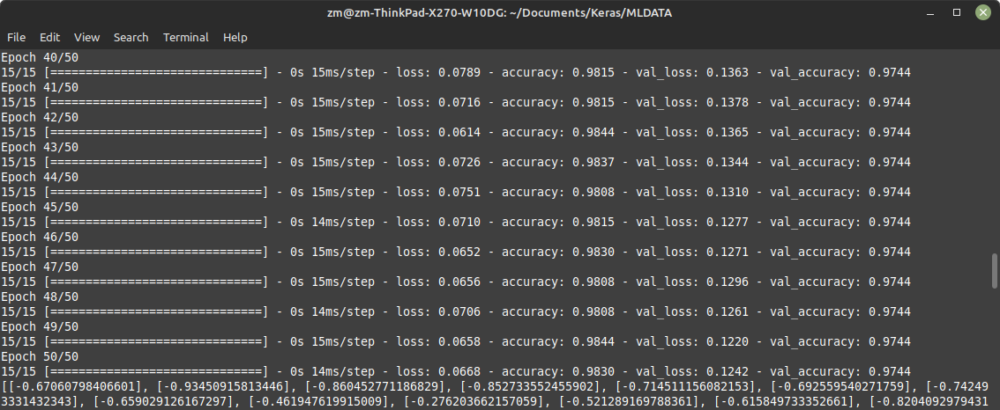 zm@zm-ThinkPad-X270-W10DG: ~/Documents/Keras/MLDATA
File Edit View Search Terminal Help
Epoch 40/50
15/15 [==============================] - 0s 15ms/step - loss: 0.0789 - accuracy: 0.9815 - val_loss: 0.1363 - val_accuracy: 0.9744
Epoch 41/50
15/15 [==============================] - 0s 15ms/step - loss: 0.0716 - accuracy: 0.9815 - val_loss: 0.1378 - val_accuracy: 0.9744
Epoch 42/50
15/15 [==============================] - 0s 15ms/step - loss: 0.0614 - accuracy: 0.9844 - val_loss: 0.1365 - val_accuracy: 0.9744
Epoch 43/50
15/15 [==============================] - 0s 15ms/step - loss: 0.0726 - accuracy: 0.9837 - val_loss: 0.1344 - val_accuracy: 0.9744
Epoch 44/50
15/15 [==============================] - 0s 15ms/step - loss: 0.0751 - accuracy: 0.9808 - val_loss: 0.1310 - val_accuracy: 0.9744
Epoch 45/50
15/15 [==============================] - 0s 14ms/step - loss: 0.0710 - accuracy: 0.9815 - val_loss: 0.1277 - val_accuracy: 0.9744
Epoch 46/50
15/15 [==============================] - 0s 15ms/step - loss: 0.0652 - accuracy: 0.9830 - val_loss: 0.1271 - val_accuracy: 0.9744
Epoch 47/50
15/15 [==============================] - 0s 15ms/step - loss: 0.0656 - accuracy: 0.9808 - val_loss: 0.1296 - val_accuracy: 0.9744
Epoch 48/50
15/15 [==============================] - 0s 14ms/step - loss: 0.0706 - accuracy: 0.9808 - val_loss: 0.1261 - val_accuracy: 0.9744
Epoch 49/50
15/15 [==============================] - 0s 15ms/step - loss: 0.0658 - accuracy: 0.9844 - val_loss: 0.1220 - val_accuracy: 0.9744
Epoch 50/50
15/15 [==============================] - 0s 14ms/step - loss: 0.0668 - accuracy: 0.9830 - val_loss: 0.1242 - val_accuracy: 0.9744
[[-0.67060798406601], [-0.93450915813446], [-0.860452771186829], [-0.852733552455902], [-0.714511156082153], [-0.692559540271759], [-0.74249
3331432343], [-0.659029126167297], [-0.461947619915009], [-0.276203662157059], [-0.521289169788361], [-0.615849733352661], [-0.8204092979431